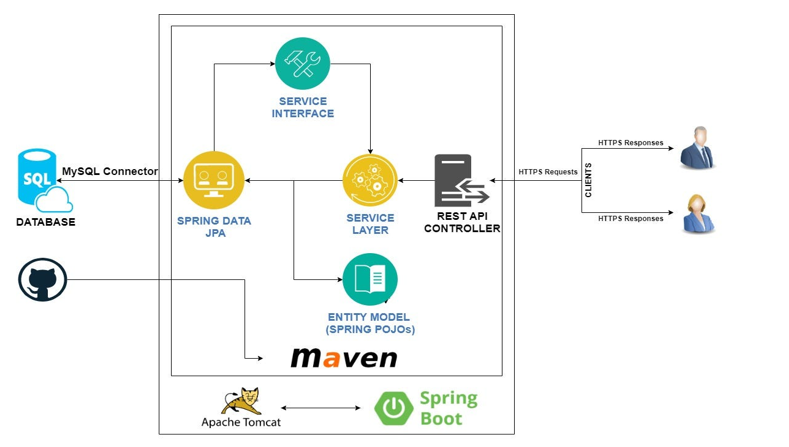 SERVICE
INTERFACE
HTTPS Responses
MySQL Connector
SQL
HTTPS Requests
CLIENTS
DATABASE
SPRING DATA
JPA
SERVICE
LAYER
REST API
CONTROLLER
HTTPS Responses
ENTITY MODEL
(SPRING POJOs)
maven
Apache Tomcat
Spring
Boot